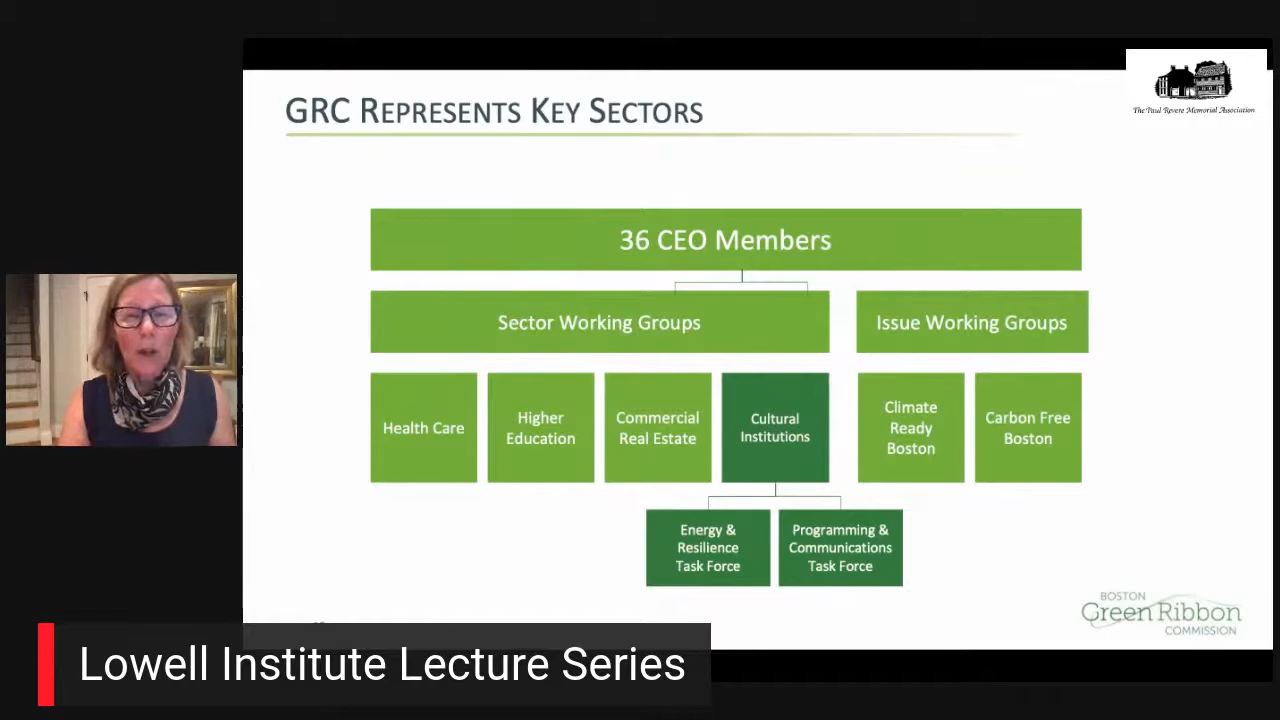 The Paul Revere Memorial Association
GRC REPRESENTS KEY SECTORS
36 CEO Members
Sector Working Groups
Issue Working Groups
Health Care
Higher
Education
Commercial
Real Estate
Cultural
Institutions
Climate
Ready
Boston
Carbon Free
Boston
Energy &
Resilience
Task Force
Programming &
Communications
Task Force
BOSTON
Green Ribbon
COMMISSION
Lowell Institute Lecture Series